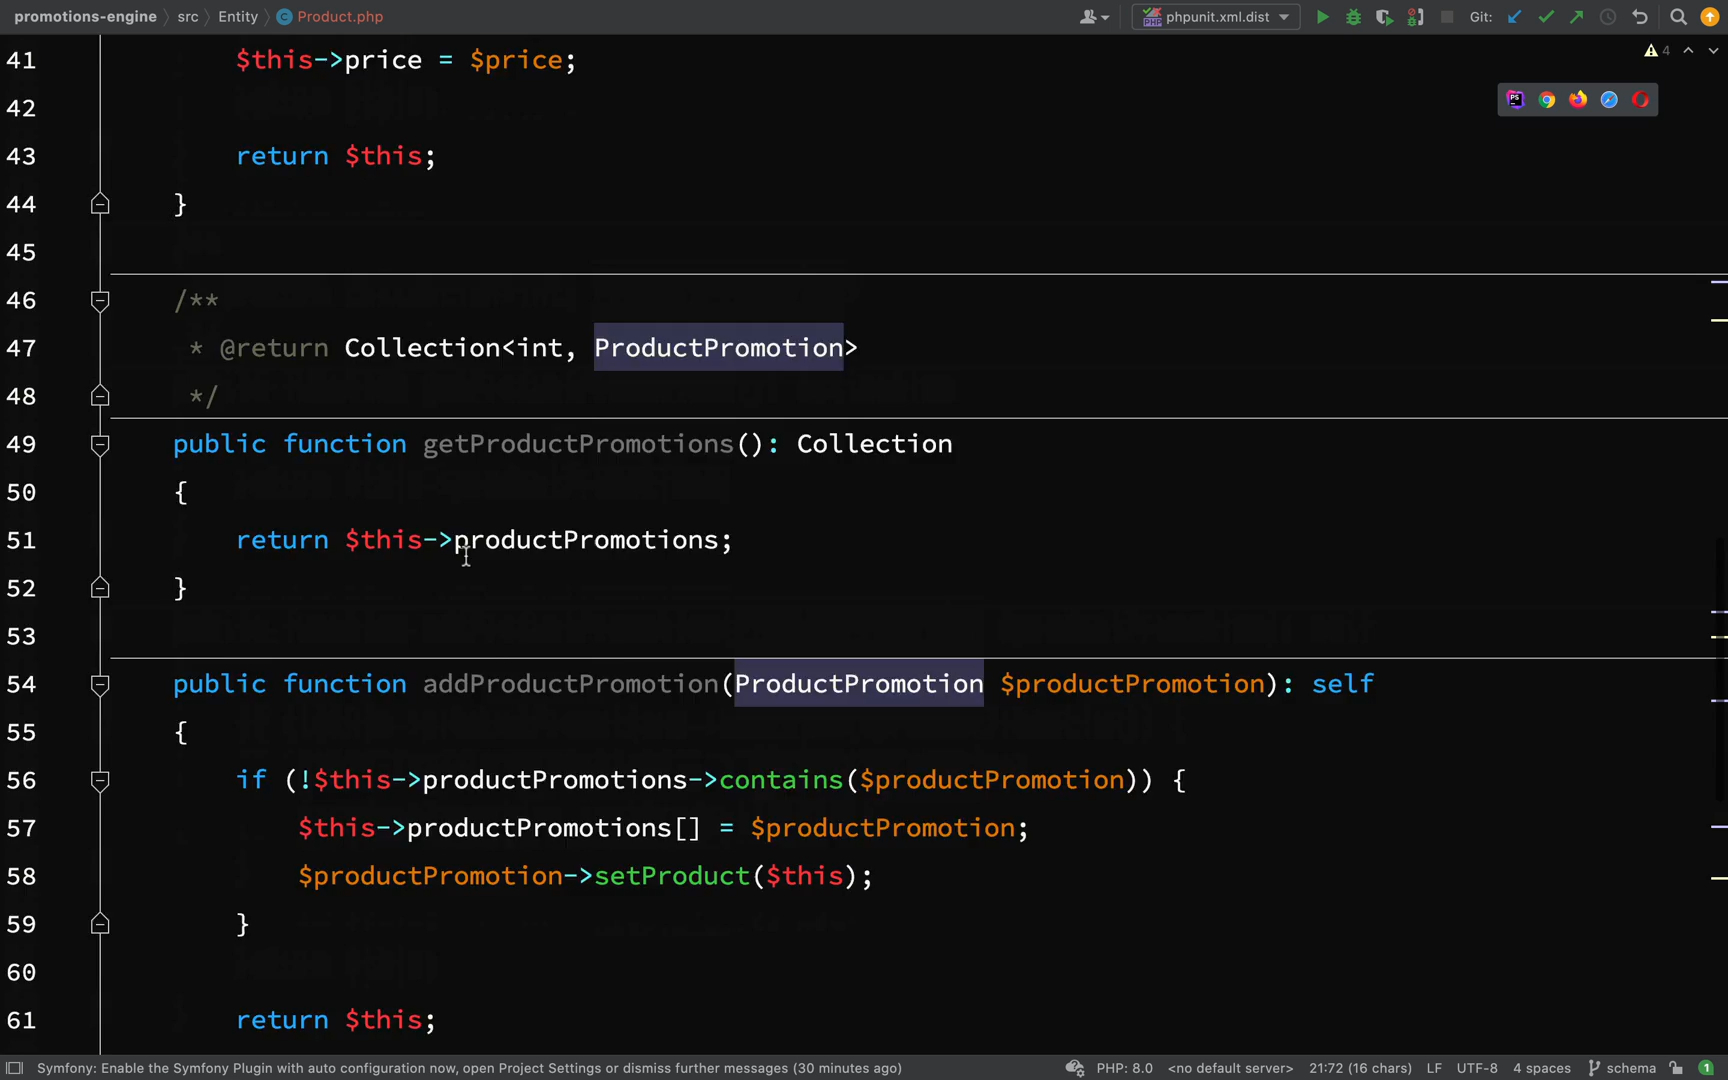 promotions-engine src Entity Product.php phpunit.xml.dist Git:
4
41 $this->price = $price;
42
43 return $this;
44 }
45
46 /**
47 * @return Collection<int, ProductPromotion>
48 */
49 public function getProductPromotions(): Collection
50 {
51 return $this->productPromotions;
52 }
53
54 public function addProductPromotion(ProductPromotion $productPromotion): self
55 {
56 if (!$this->productPromotions->contains($productPromotion)) {
57 $this->productPromotions[] = $productPromotion;
58 $productPromotion->setProduct($this);
59 }
60
61 return $this;
Symfony: Enable the Symfony Plugin with auto configuration now, open Project Settings or dismiss further messages (30 minutes ago) PHP: 8.0 <no default server> 21:72 (16 chars) LF UTF-8 4 spaces schema 1